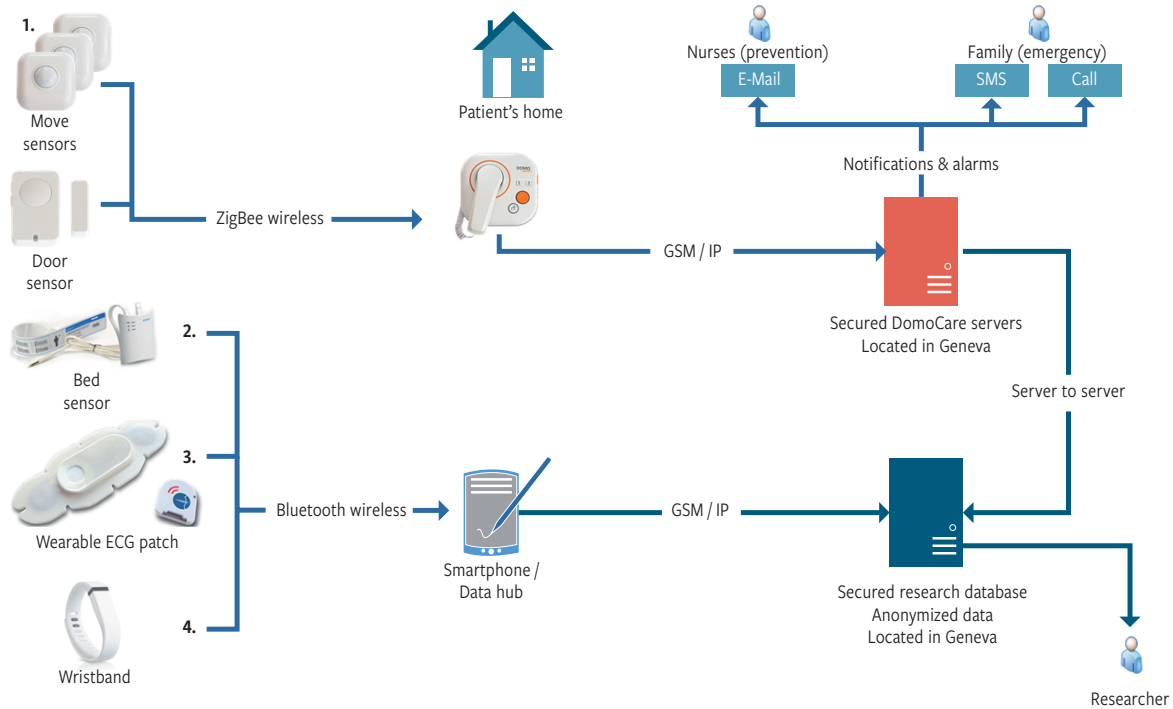 1.
Move
sensors
Door
sensor
2.
Bed
sensor
3.
Wearable ECG patch
4.
Wristband
ZigBee wireless
Bluetooth wireless
Patient's home
DOMO
Smartphone /
Data hub
GSM / IP
GSM / IP
Nurses (prevention)
E-Mail
Family (emergency)
SMS
Call
Notifications & alarms
Secured DomoCare servers
Located in Geneva
Server to server
Secured research database
Anonymized data
Located in Geneva
Researcher